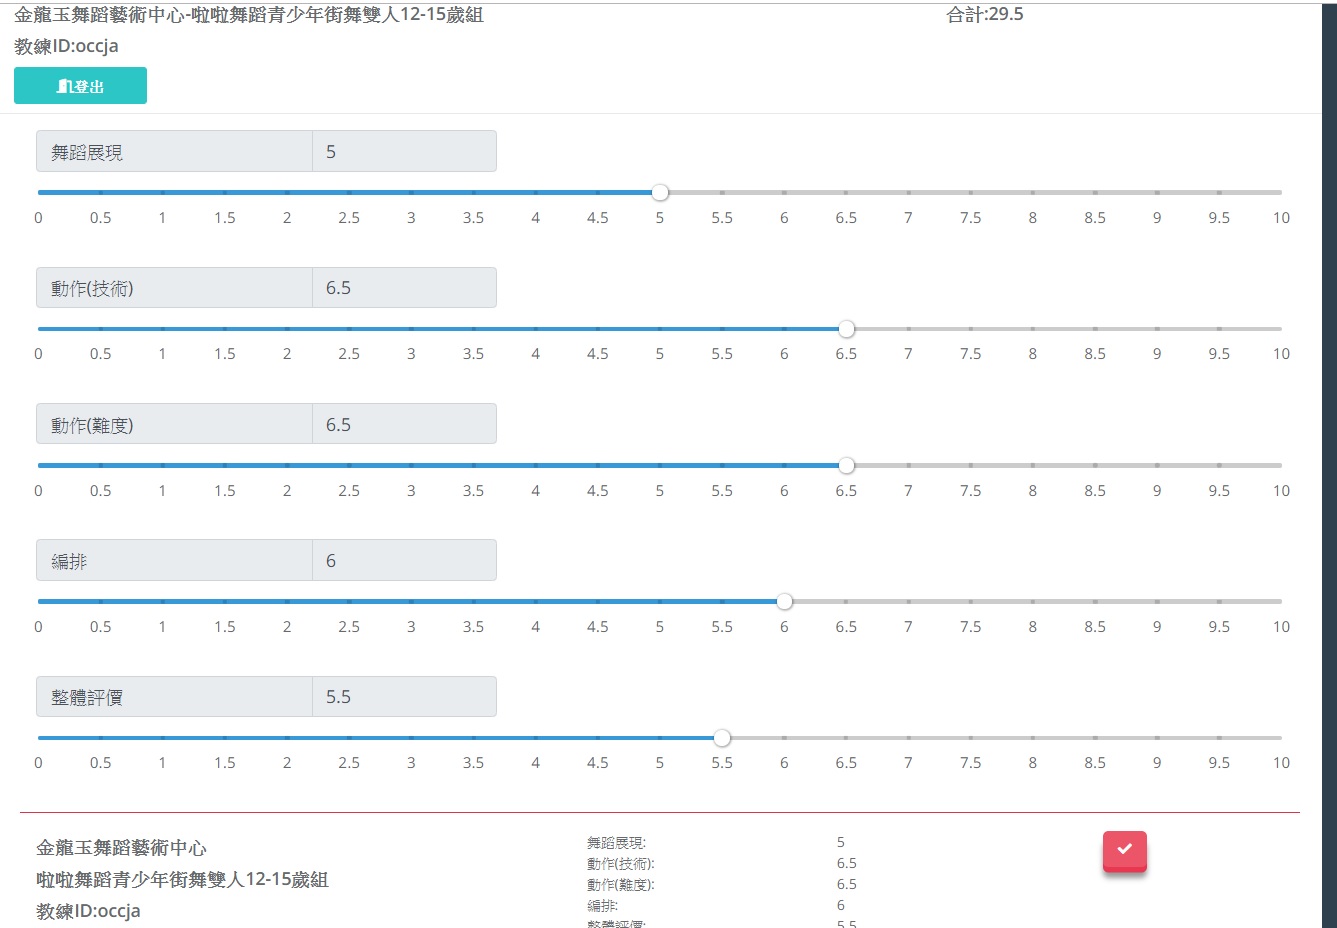 金龍玉舞蹈藝術中心-啦啦舞蹈青少年街舞雙人12-15歲組
合計:29.5
教練ID:occja
登出
舞蹈展現 5
0 0.5 1 1.5 2 2.5 3 3.5 4 4.5 5 5.5 6 6.5 7 7.5 8 8.5 9 9.5 10
動作(技術) 6.5
0 0.5 1 1.5 2 2.5 3 3.5 4 4.5 5 5.5 6 6.5 7 7.5 8 8.5 9 9.5 10
動作(難度) 6.5
0 0.5 1 1.5 2 2.5 3 3.5 4 4.5 5 5.5 6 6.5 7 7.5 8 8.5 9 9.5 10
編排 6
0 0.5 1 1.5 2 2.5 3 3.5 4 4.5 5 5.5 6 6.5 7 7.5 8 8.5 9 9.5 10
整體評價 5.5
0 0.5 1 1.5 2 2.5 3 3.5 4 4.5 5 5.5 6 6.5 7 7.5 8 8.5 9 9.5 10
金龍玉舞蹈藝術中心
啦啦舞蹈青少年街舞雙人12-15歲組
教練ID:occja
舞蹈展現: 5
動作(技術): 6.5
動作(難度): 6.5
編排: 6
整體評價: 5.5